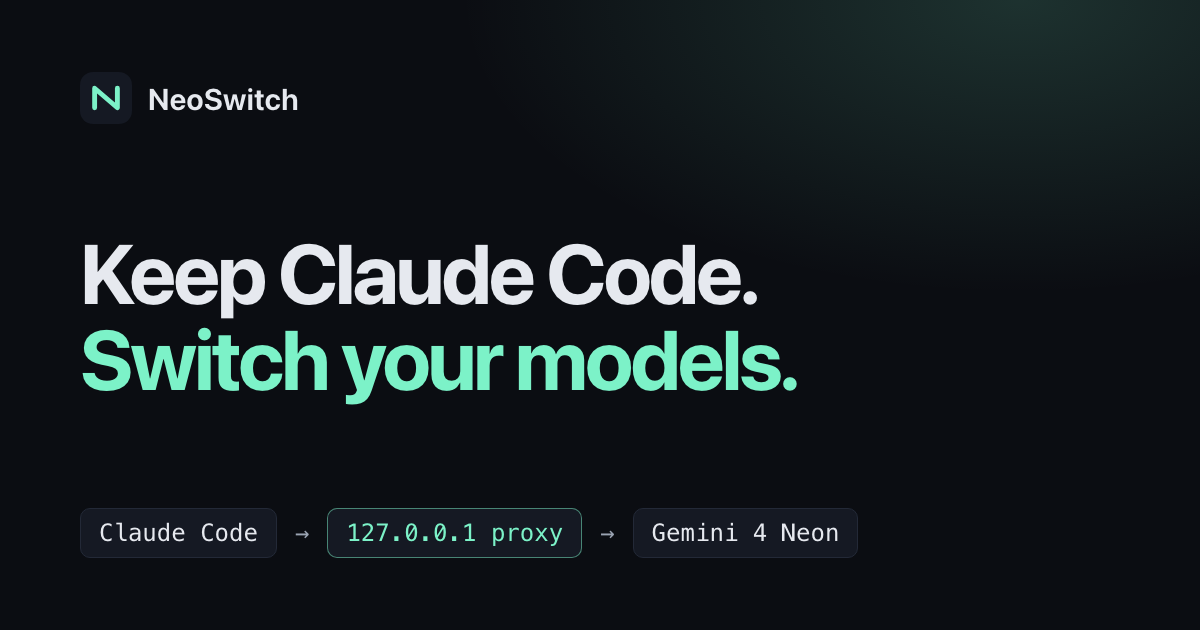 NeoSwitch
Keep Claude Code.
Switch your models.
Claude Code → 127.0.0.1 proxy → Gemini 4 Neon